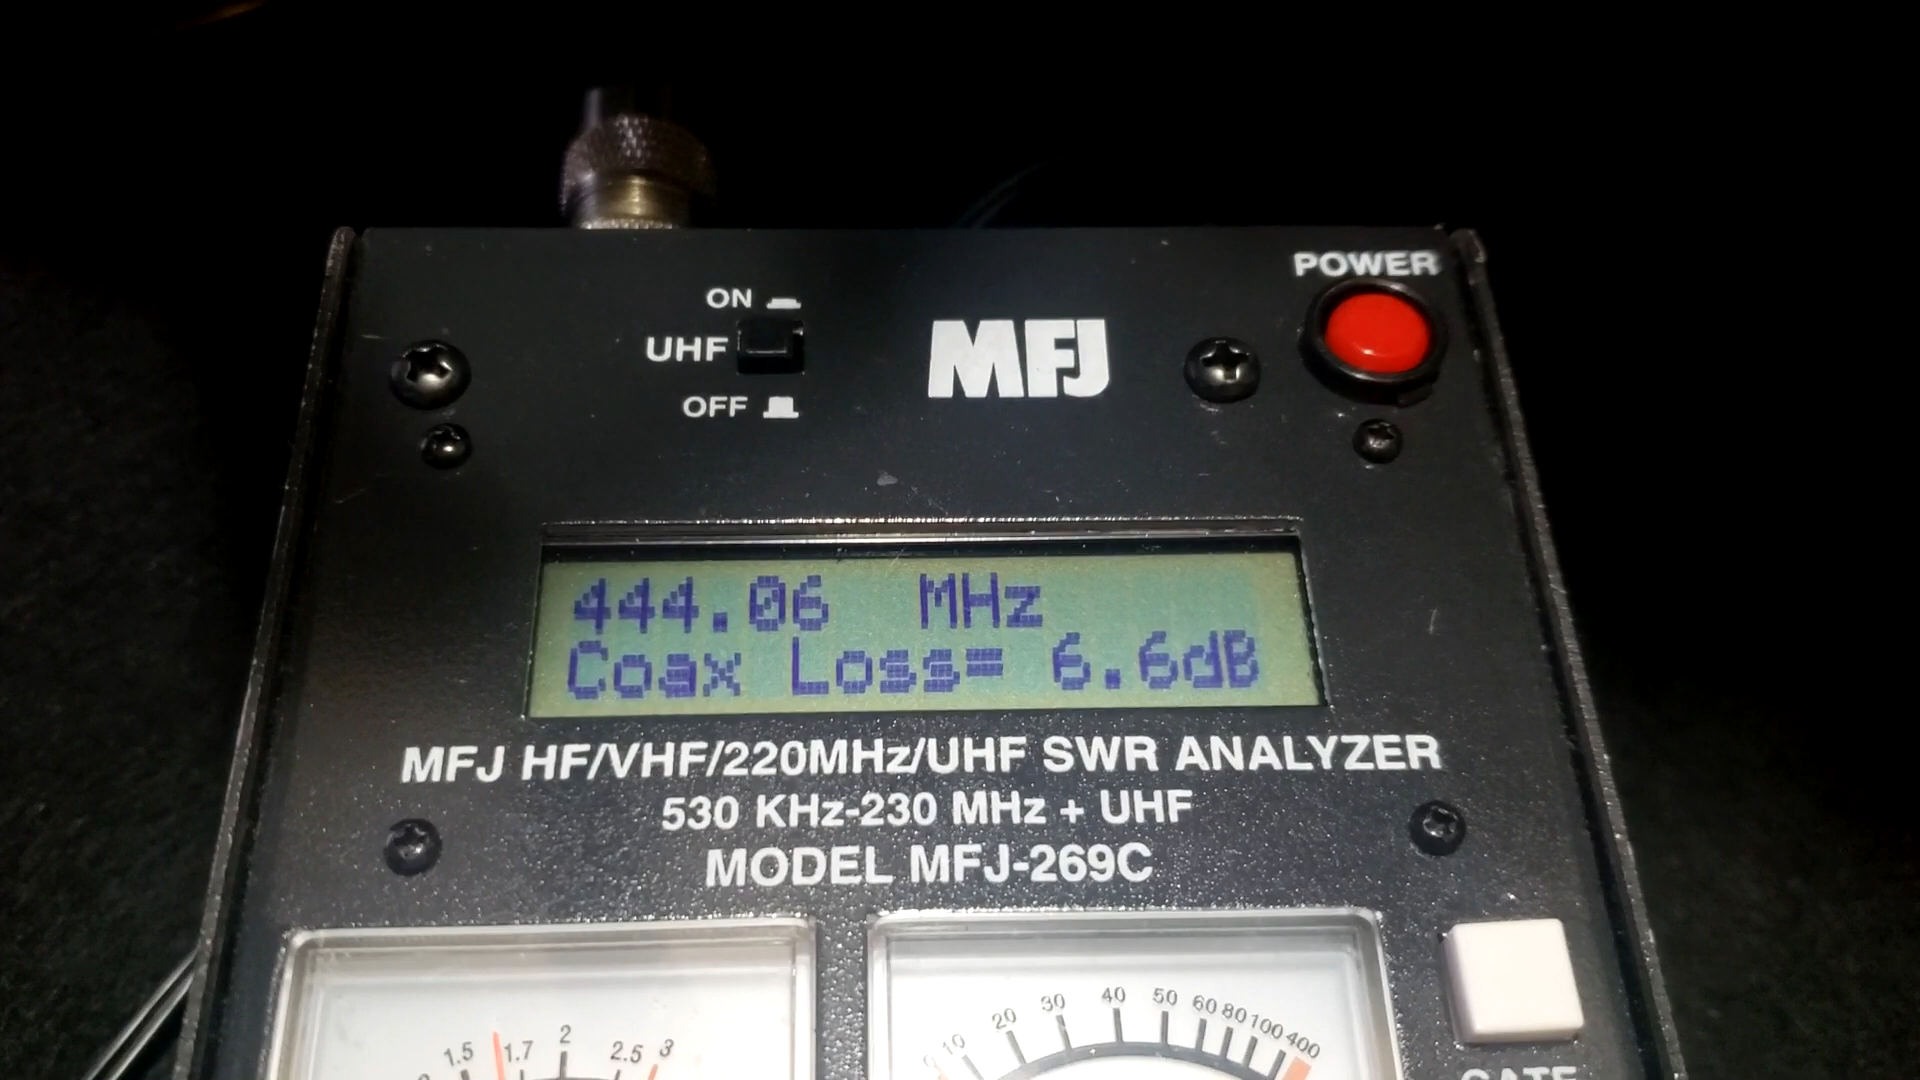 POWER
ON
UHF
OFF
MFJ
444.06 MHz
Coax Loss= 6.6dB
MFJ HF/VHF/220MHz/UHF SWR ANALYZER
530 KHz-230 MHz + UHF
MODEL MFJ-269C
1.5 1.7 2 2.5 3
0 10 20 30 40 50 60 80 100 400
GATE